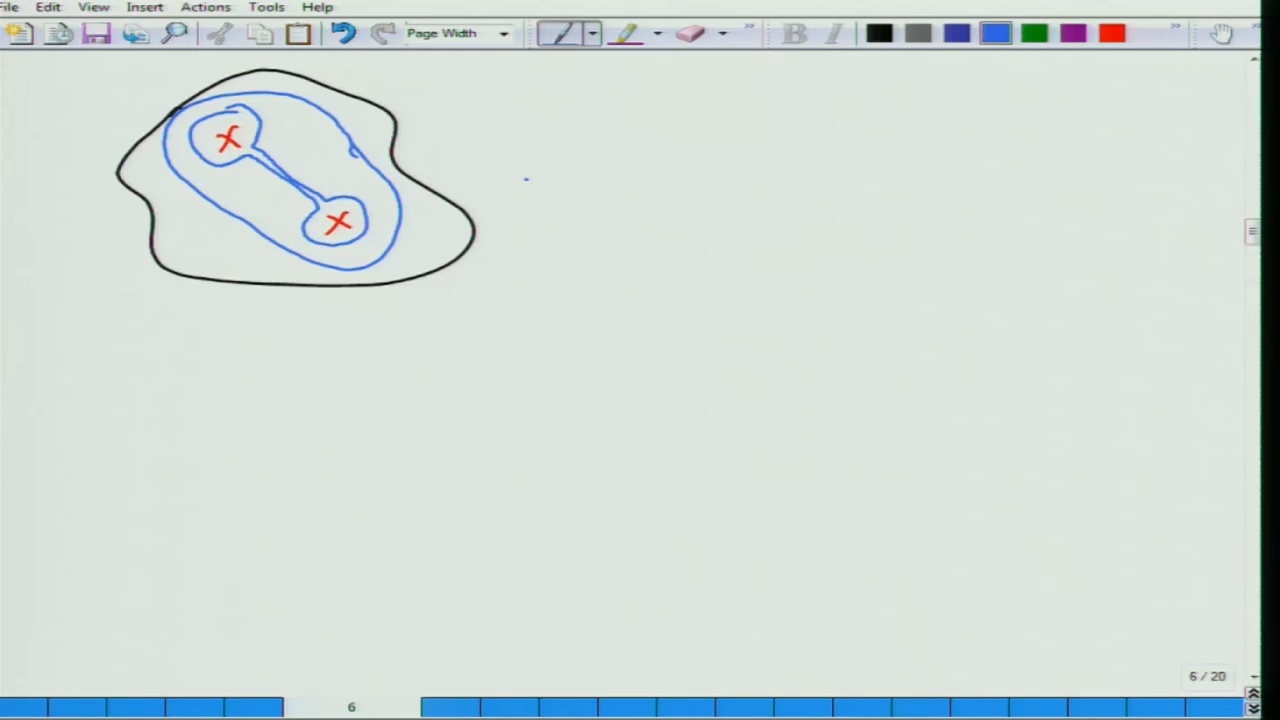 File Edit View Insert Actions Tools Help
Page Width B I
X
X
6 / 20
6